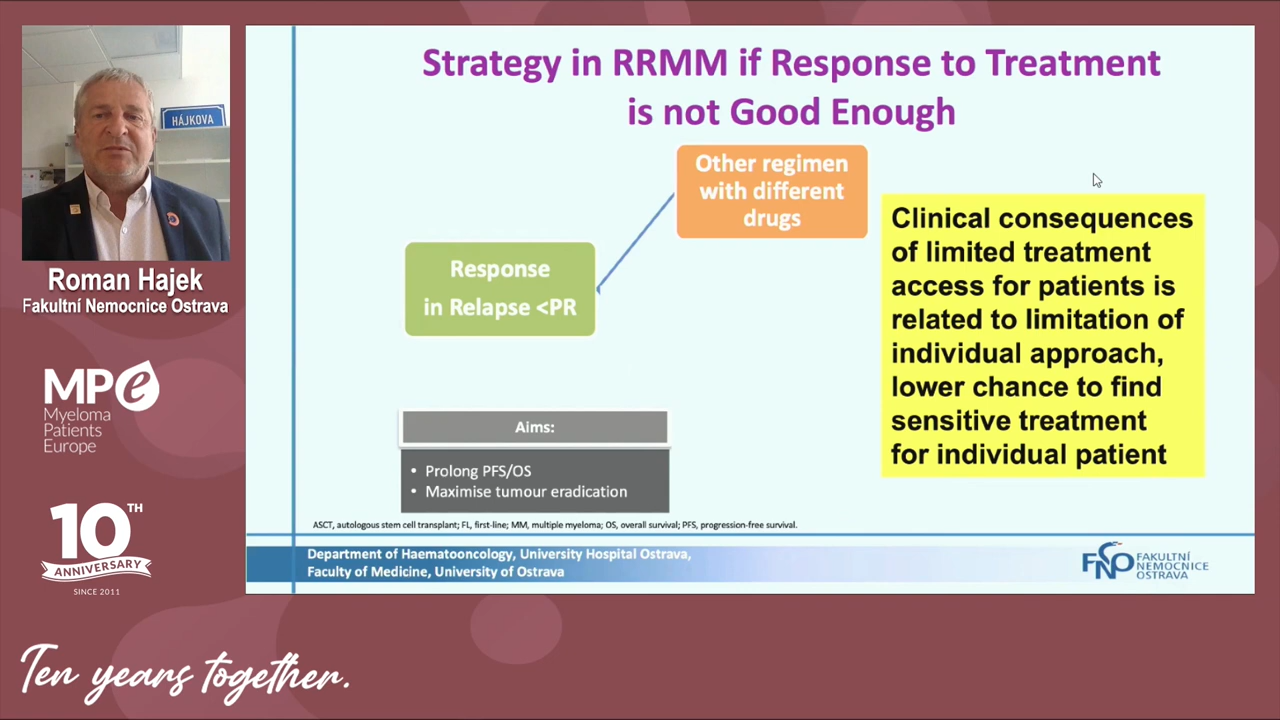 HÁJKOVA
Roman Hajek
Fakultní Nemocnice Ostrava
MPe
Myeloma
Patients
Europe
10TH
ANNIVERSARY
SINCE 2011
Ten years together.
Strategy in RRMM if Response to Treatment
is not Good Enough
Other regimen
with different
drugs
Response
in Relapse <PR
Clinical consequences
of limited treatment
access for patients is
related to limitation of
individual approach,
lower chance to find
sensitive treatment
for individual patient
Aims:
• Prolong PFS/OS
• Maximise tumour eradication
ASCT, autologous stem cell transplant; FL, first-line; MM, multiple myeloma; OS, overall survival; PFS, progression-free survival.
Department of Haematooncology, University Hospital Ostrava,
Faculty of Medicine, University of Ostrava
FNO
FAKULTNÍ
NEMOCNICE
OSTRAVA